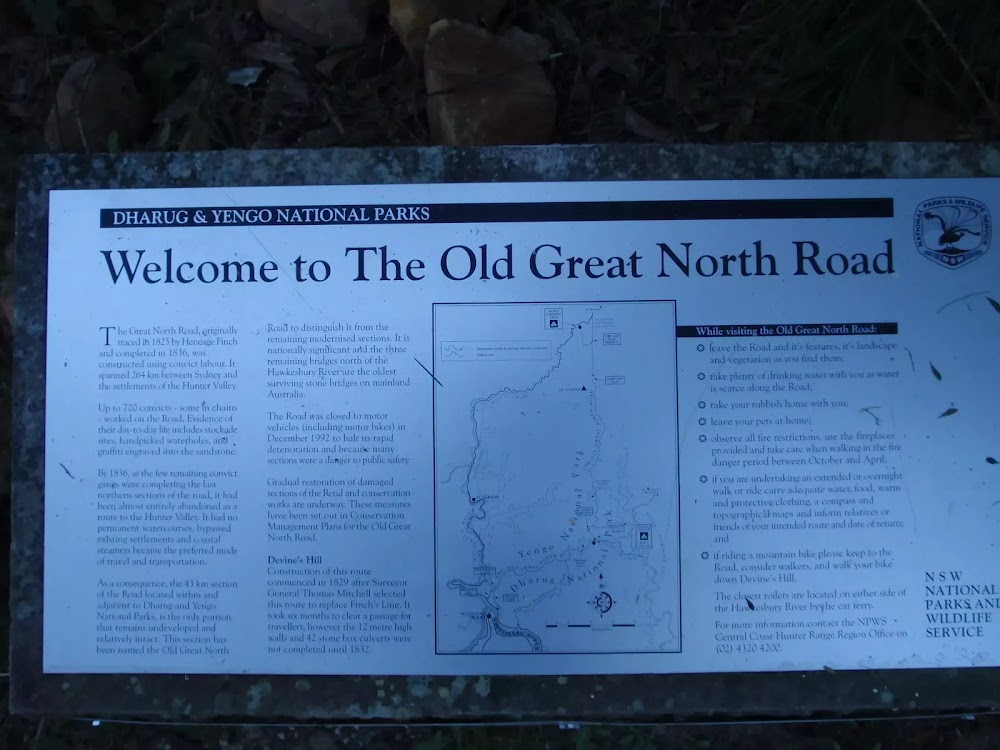 DHARUG & YENGO NATIONAL PARKS
Welcome to The Old Great North Road
NATIONAL PARKS & WILDLIFE SERVICE
NSW
The Great North Road, originally
traced in 1825 by Heneage Finch
and completed in 1836, was
constructed using convict labour. It
spanned 264 km between Sydney and
the settlements of the Hunter Valley.
Up to 720 convicts - some in chains
- worked on the Road. Evidence of
their day-to-day life includes stockade
sites, handpicked waterholes, and
graffiti engraved into the sandstone.
By 1836, as the few remaining convict
gangs were completing the last
northern sections of the road, it had
been almost entirely abandoned as a
route to the Hunter Valley. It had no
permanent watercourses, bypassed
existing settlements and coastal
steamers became the preferred mode
of travel and transportation.
As a consequence, the 43 km section
of the Road located within and
adjacent to Dharug and Yengo
National Parks, is the only portion
that remains undeveloped and
relatively intact. This section has
been named the Old Great North
Road to distinguish it from the
remaining modernised sections. It is
nationally significant and the three
remaining bridges north of the
Hawkesbury River are the oldest
surviving stone bridges on mainland
Australia.
The Road was closed to motor
vehicles (including motor bikes) in
December 1992 to halt its rapid
deterioration and because many
sections were a danger to public safety.
Gradual restoration of damaged
sections of the Road and conservation
works are underway. These measures
have been set out in Conservation
Management Plans for the Old Great
North Road.
Devine's Hill
Construction of this route
commenced in 1829 after Surveyor
General Thomas Mitchell selected
this route to replace Finch's Line. It
took six months to clear a passage for
travellers, however the 12 metre high
walls and 42 stone box culverts were
not completed until 1832.
Yengo National Park
Dharug National Park
While visiting the Old Great North Road:
leave the Road and it's features, it's landscape
and vegetation as you find them;
take plenty of drinking water with you as water
is scarce along the Road;
take your rubbish home with you;
leave your pets at home;
observe all fire restrictions, use the fireplaces
provided and take care when walking in the fire
danger period between October and April;
if you are undertaking an extended or overnight
walk or ride carry adequate water, food, warm
and protective clothing, a compass and
topographical maps and inform relatives or
friends of your intended route and date of return;
and
if riding a mountain bike please keep to the
Road, consider walkers, and walk your bike
down Devine's Hill.
The closest toilets are located on either side of
the Hawkesbury River by the car ferry.
For more information contact the NPWS
Central Coast Hunter Range Region Office on
(02) 4320 4200.
NSW
NATIONAL
PARKS AND
WILDLIFE
SERVICE